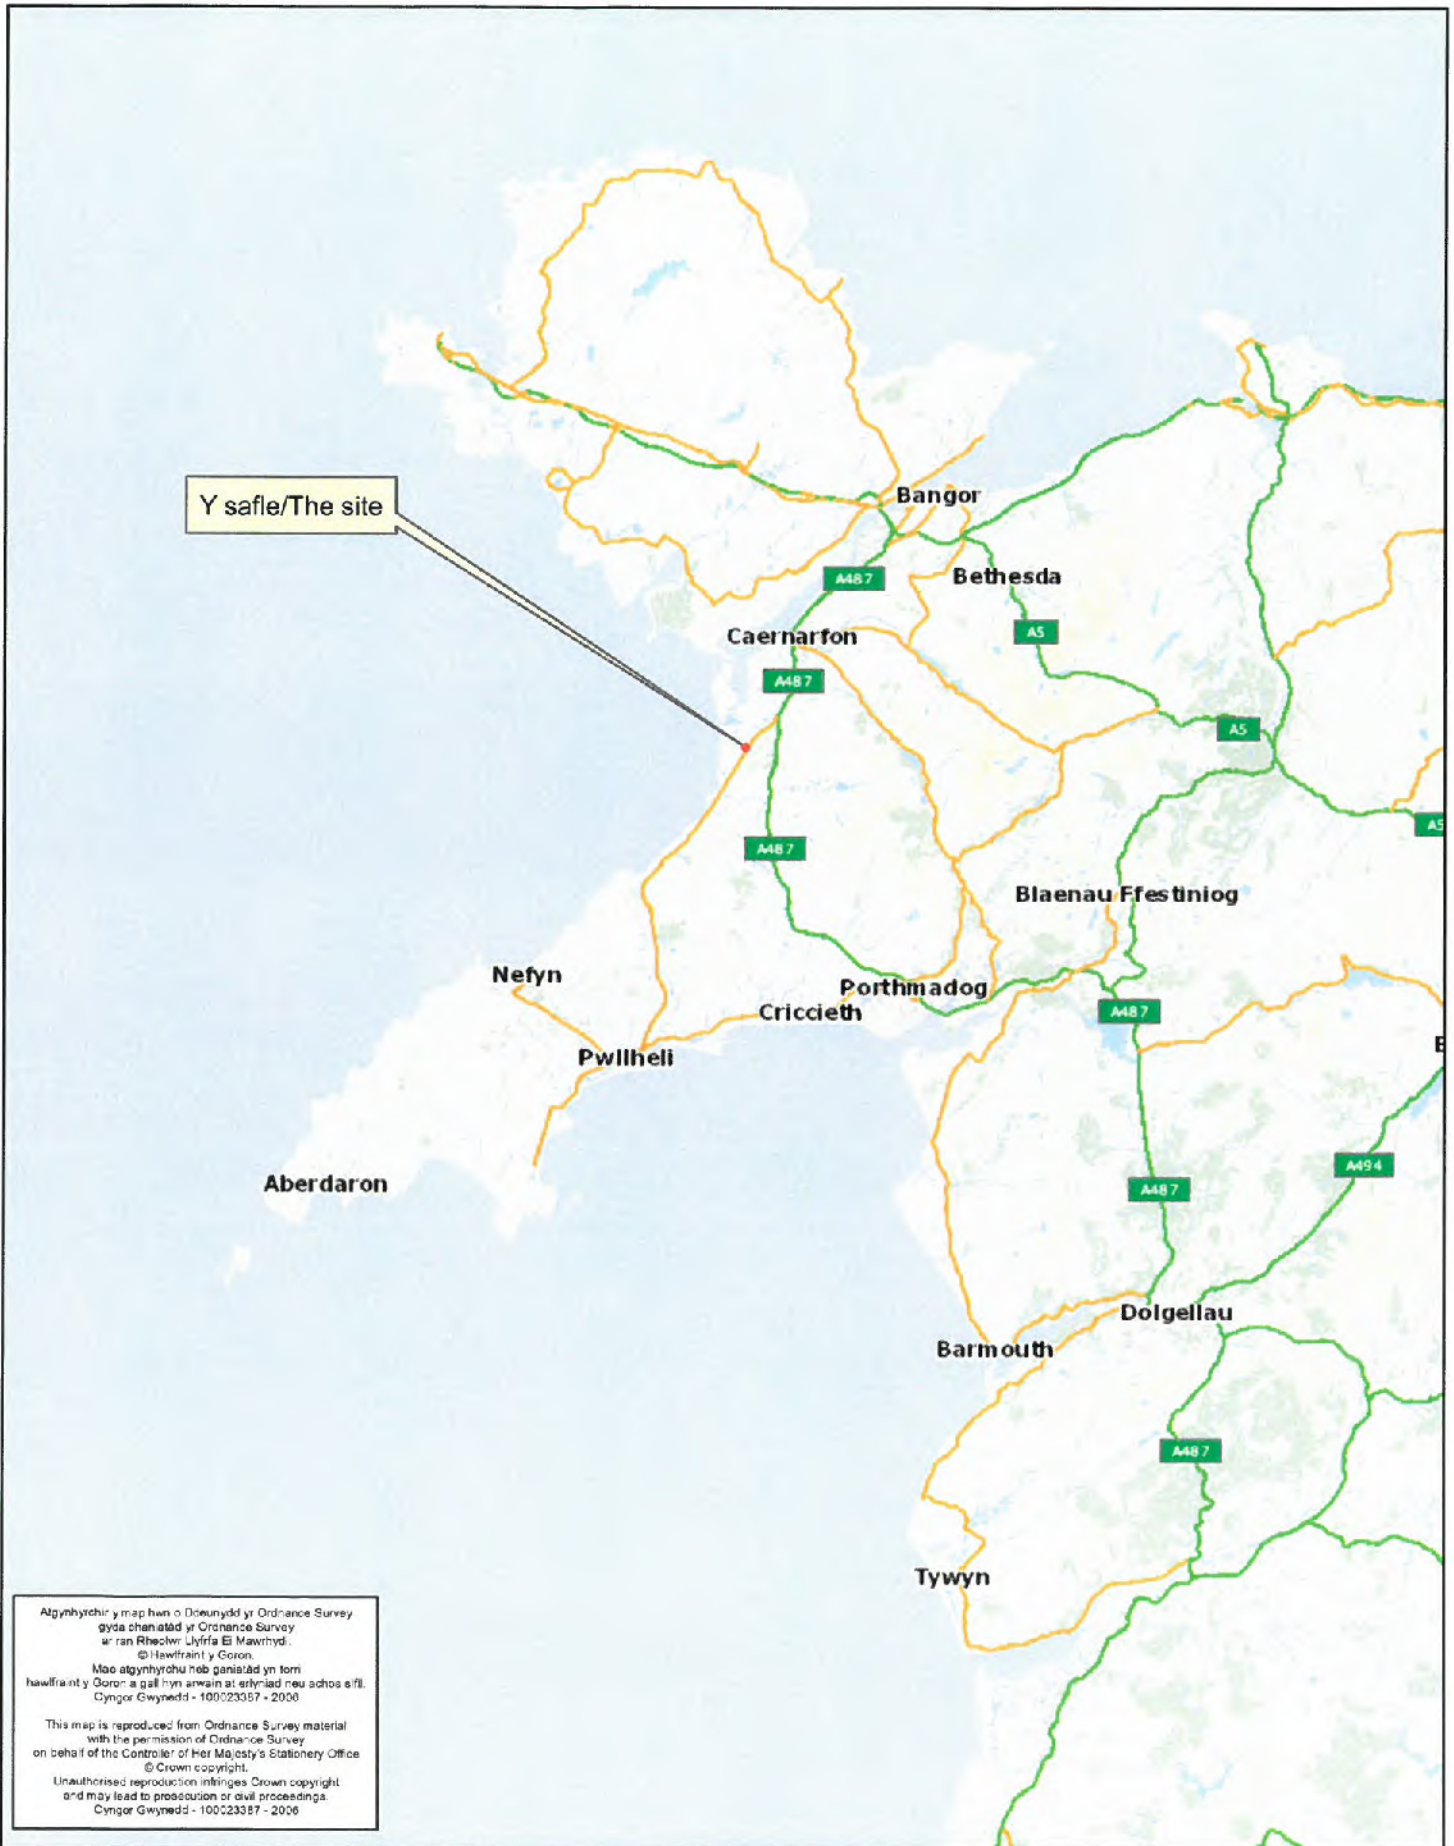 Y safle/The site
Bangor
A487
Bethesda
A5
Caernarfon
A487
A5
A5
A487
Blaenau Ffestiniog
Nefyn
Porthmadog
Criccieth
A487
Pwllheli
A487
A494
Aberdaron
Dolgellau
Barmouth
A487
Tywyn
Atgynhyrchir y map hwn o Ddeunydd yr Ordnance Survey
gyda chaniatâd yr Ordnance Survey
ar ran Rheolwr Llyfrfa Ei Mawrhydi.
© Hawlfraint y Goron.
Mae atgynhyrchu heb ganiatâd yn torri
hawlfraint y Goron a gall hyn arwain at erlyniad neu achos sifil.
Cyngor Gwynedd - 100023387 - 2006
This map is reproduced from Ordnance Survey material
with the permission of Ordnance Survey
on behalf of the Controller of Her Majesty's Stationery Office
© Crown copyright.
Unauthorised reproduction infringes Crown copyright
and may lead to prosecution or civil proceedings.
Cyngor Gwynedd - 100023387 - 2006